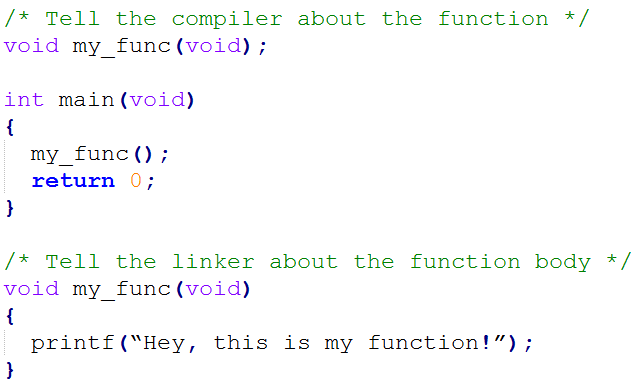 /* Tell the compiler about the function */
void my_func(void);
int main(void)
{
my_func();
return 0;
}
/* Tell the linker about the function body */
void my_func(void)
{
printf(“Hey, this is my function!”);
}